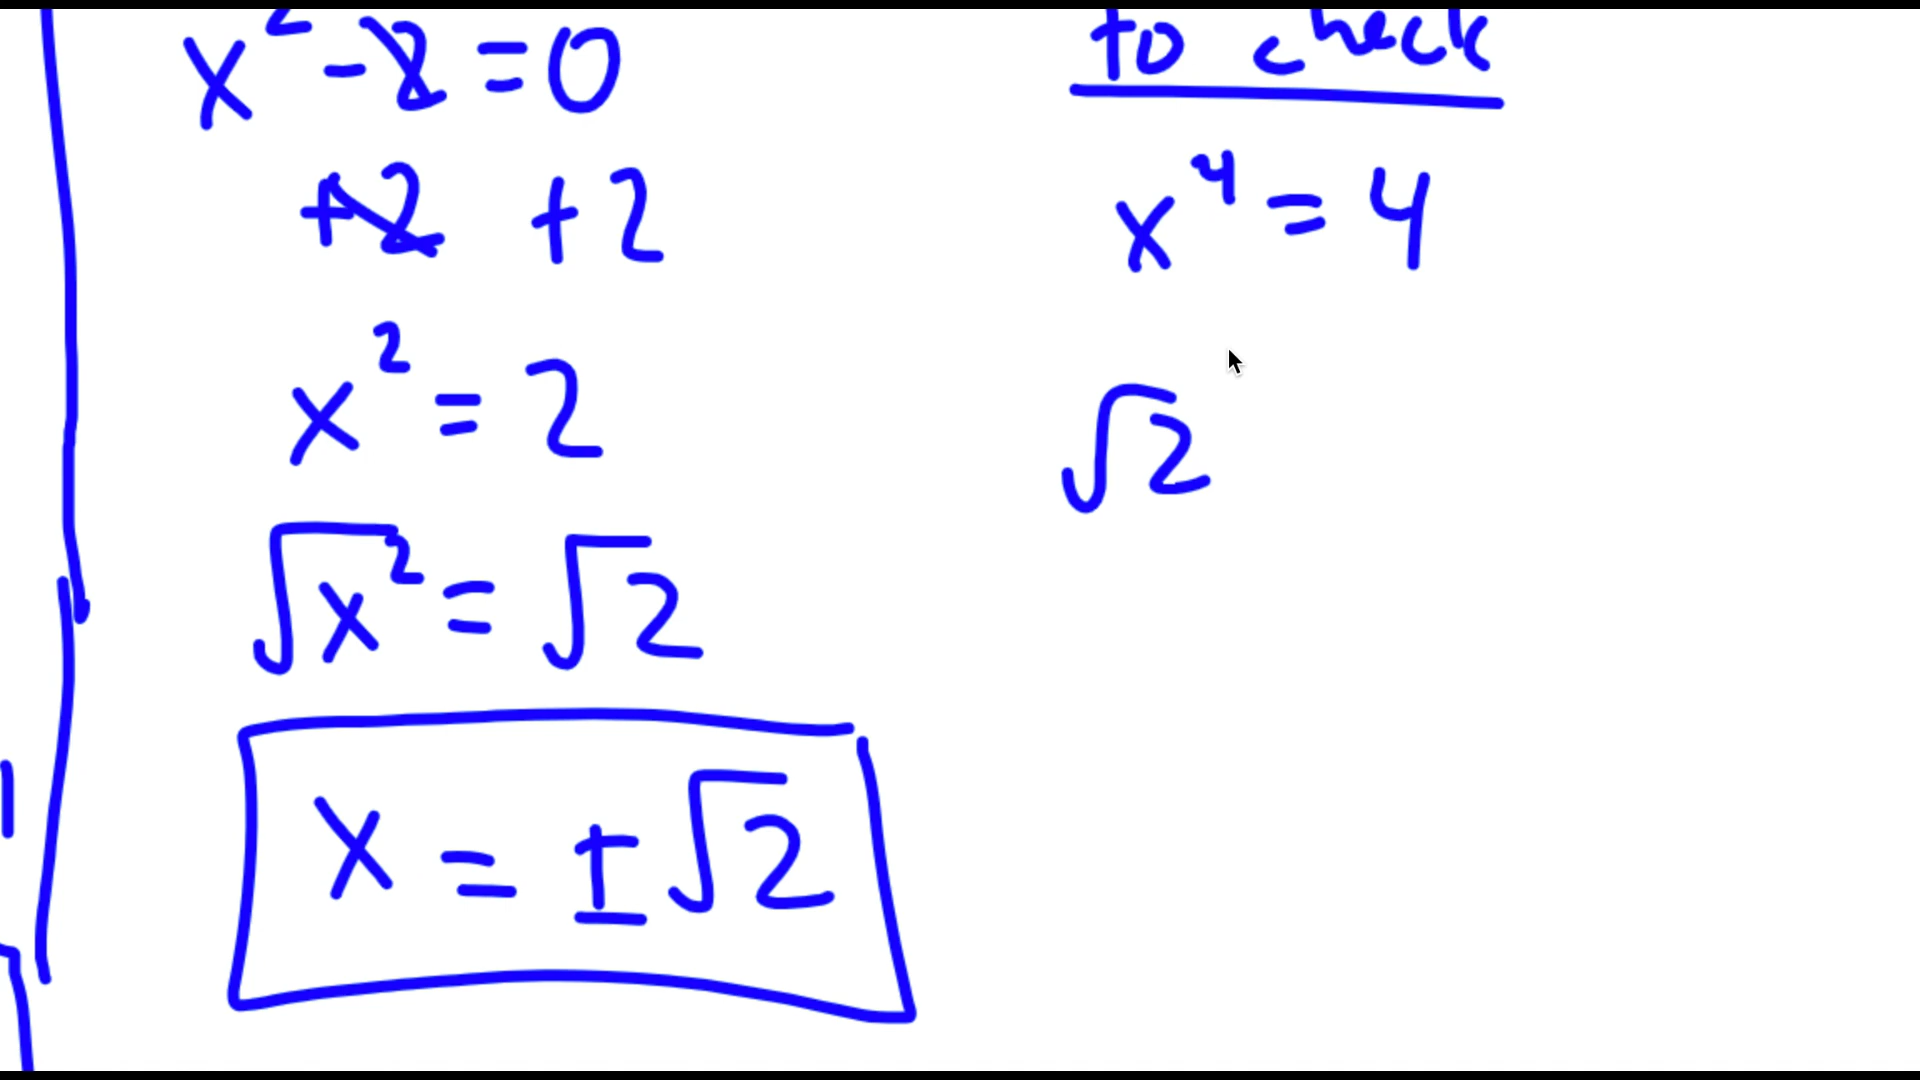 x² - 2 = 0
+2 +2
x² = 2
√x² = √2
x = ±√2
to check
x⁴ = 4
√2